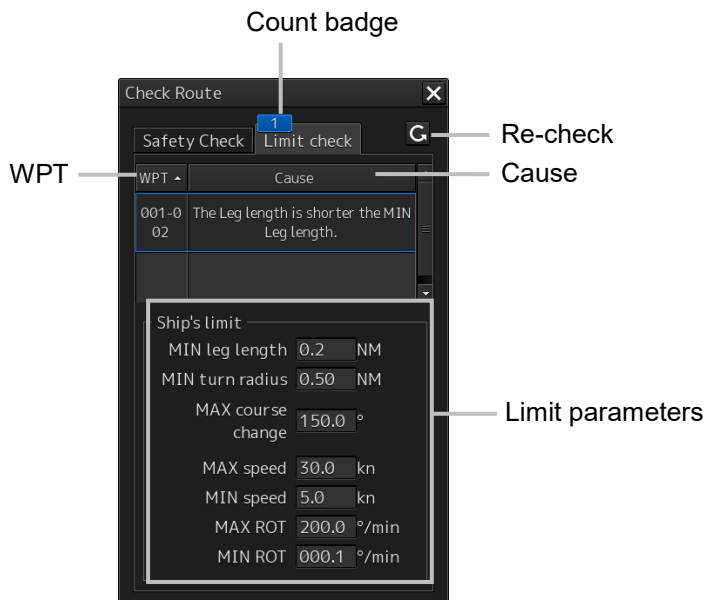 Count badge
Check Route
1
Safety Check Limit check
Re-check
WPT
WPT Cause
Cause
001-0
02
The Leg length is shorter the MIN
Leg length.
Ship's limit
MIN leg length 0.2 NM
MIN turn radius 0.50 NM
MAX course
change
150.0 °
Limit parameters
MAX speed 30.0 kn
MIN speed 5.0 kn
MAX ROT 200.0 °/min
MIN ROT 000.1 °/min